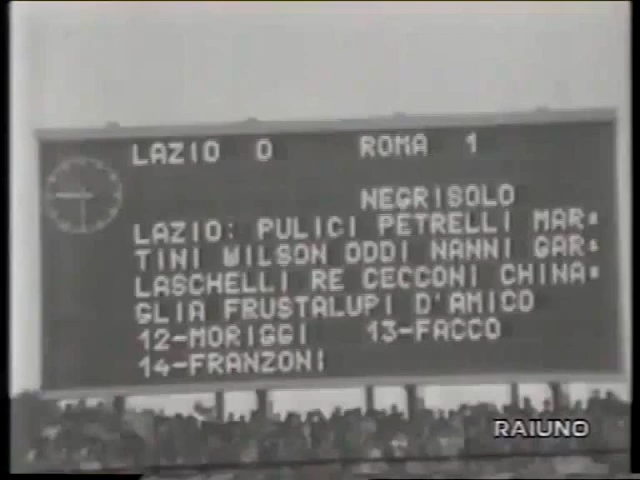 LAZIO 0 ROMA 1
NEGRISOLO
LAZIO: PULICI PETRELLI MAR=
TINI WILSON ODDI NANNI GAR=
LASCHELLI RE CECCONI CHINA=
GLIA FRUSTALUPI D'AMICO
12-MORIGGI 13-FACCO
14-FRANZONI
RAIUNO